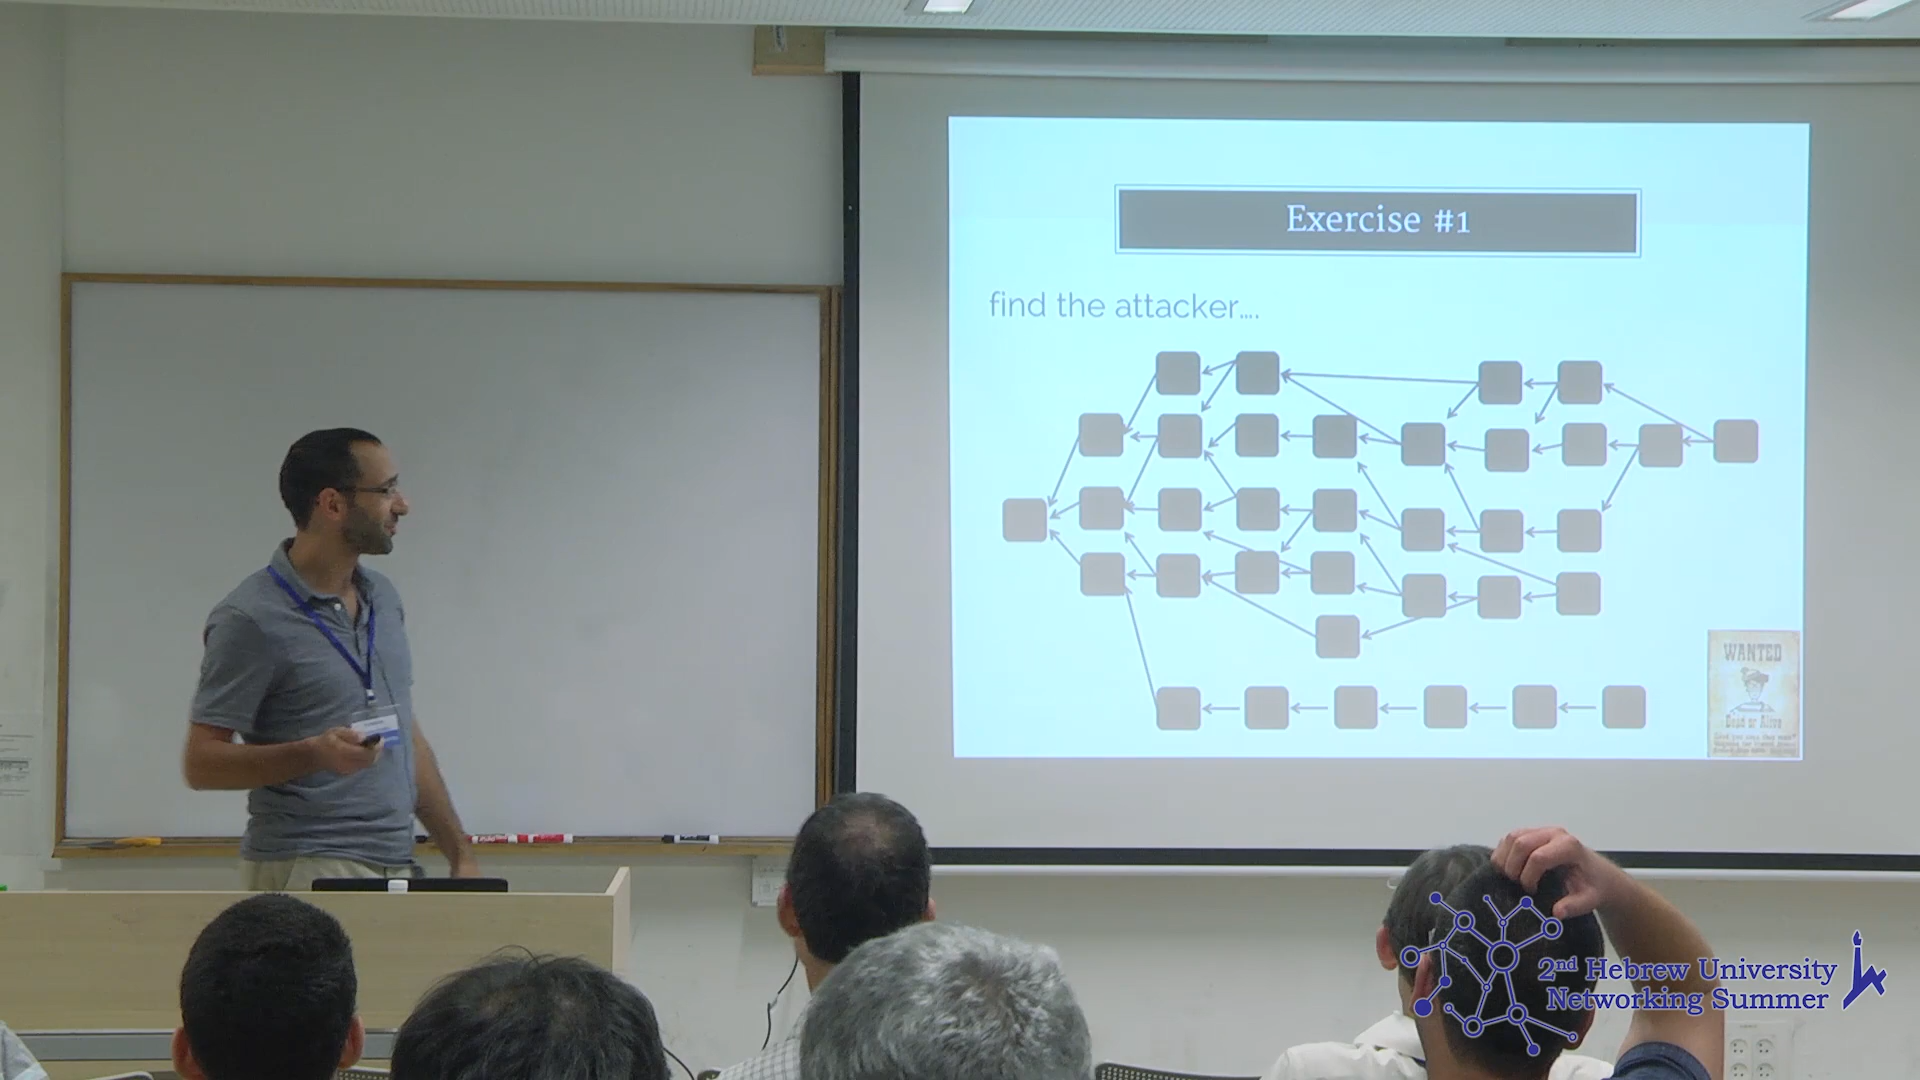 Exercise #1
find the attacker....
WANTED
Dead or Alive
2nd Hebrew University
Networking Summer